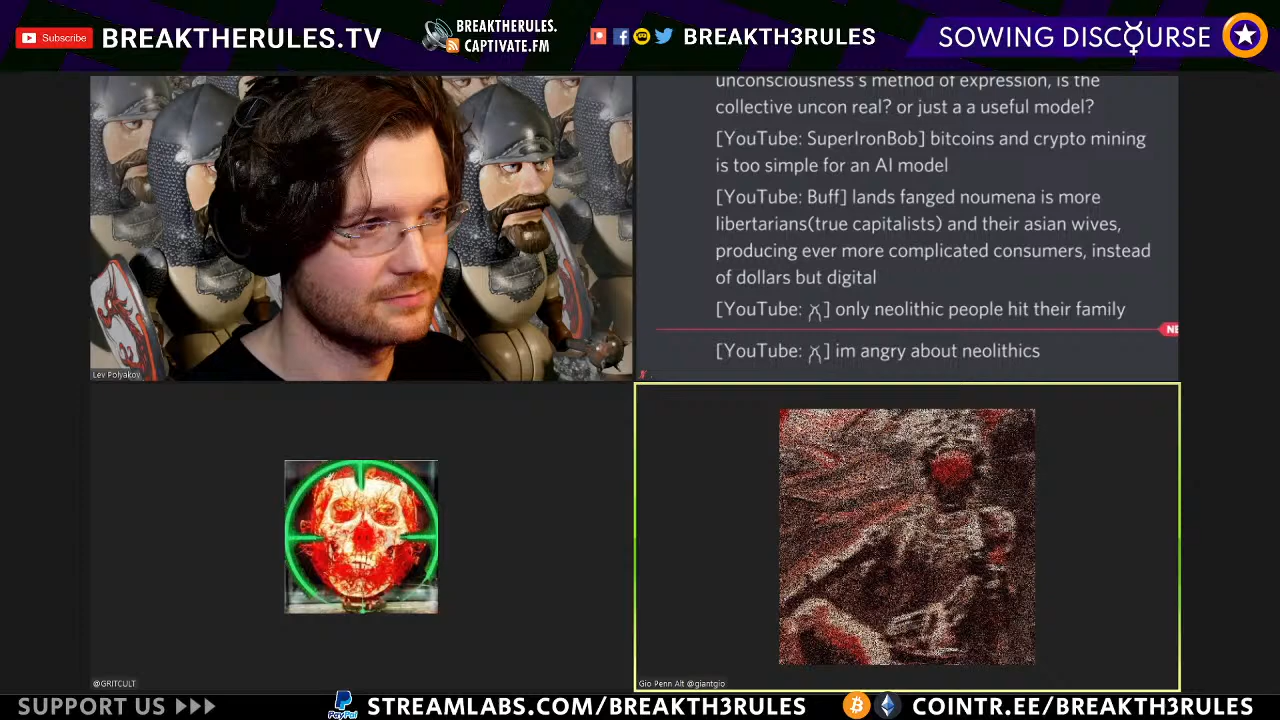 Subscribe
BREAKTHERULES.TV
BREAKTHERULES.
CAPTIVATE.FM
BREAKTH3RULES
SOWING DISCOURSE
unconsciousness's method of expression, is the
collective uncon real? or just a a useful model?
[YouTube: SuperIronBob] bitcoins and crypto mining
is too simple for an AI model
[YouTube: Buff] lands fanged noumena is more
libertarians(true capitalists) and their asian wives,
producing ever more complicated consumers, instead
of dollars but digital
[YouTube: ] only neolithic people hit their family
NE
[YouTube: ] im angry about neolithics
Lev Polyakov
@GRITCULT
Gio Penn Alt @giantgio
SUPPORT US
PayPal
STREAMLABS.COM/BREAKTH3RULES
COINTR.EE/BREAKTH3RULES